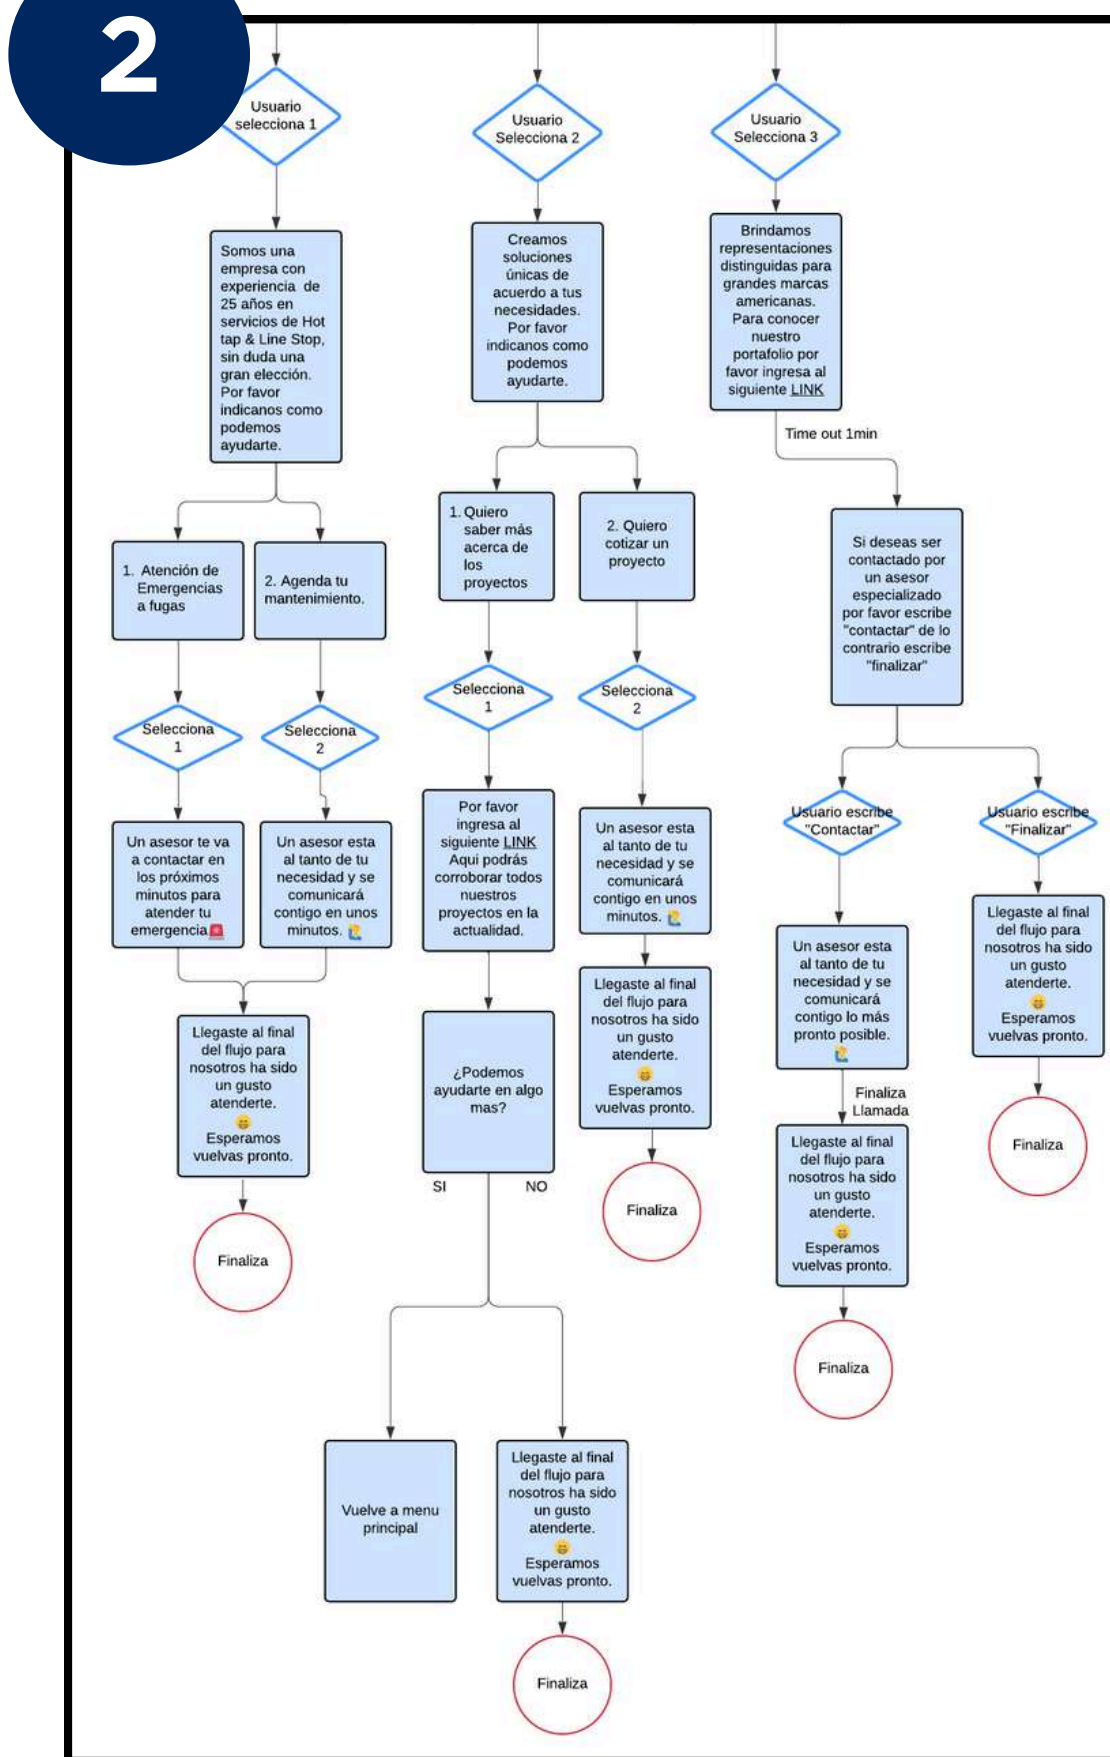 2
Usuario
selecciona 1
Somos una
empresa con
experiencia de
25 años en
servicios de Hot
tap & Line Stop,
sin duda una
gran elección.
Por favor
indicanos como
podemos
ayudarte.
1. Atención de
Emergencias
a fugas
2. Agenda tu
mantenimiento.
Selecciona
1
Selecciona
2
Un asesor te va
a contactar en
los próximos
minutos para
atender tu
emergencia🚨
Un asesor esta
al tanto de tu
necesidad y se
comunicará
contigo en unos
minutos. 🙋‍♂️
Llegaste al final
del flujo para
nosotros ha sido
un gusto
atenderte.
😁
Esperamos
vuelvas pronto.
Finaliza
Usuario
Selecciona 2
Creamos
soluciones
únicas de
acuerdo a tus
necesidades.
Por favor
indicanos como
podemos
ayudarte.
1. Quiero
saber más
acerca de
los
proyectos
2. Quiero
cotizar un
proyecto
Selecciona
1
Selecciona
2
Por favor
ingresa al
siguiente LINK
Aqui podrás
corroborar todos
nuestros
proyectos en la
actualidad.
Un asesor esta
al tanto de tu
necesidad y se
comunicará
contigo en unos
minutos. 🙋‍♂️
¿Podemos
ayudarte en algo
mas?
SI
NO
Llegaste al final
del flujo para
nosotros ha sido
un gusto
atenderte.
😁
Esperamos
vuelvas pronto.
Finaliza
Vuelve a menu
principal
Llegaste al final
del flujo para
nosotros ha sido
un gusto
atenderte.
😁
Esperamos
vuelvas pronto.
Finaliza
Usuario
Selecciona 3
Brindamos
representaciones
distinguidas para
grandes marcas
americanas.
Para conocer
nuestro
portafolio por
favor ingresa al
siguiente LINK
Time out 1min
Si deseas ser
contactado por
un asesor
especializado
por favor escribe
"contactar" de lo
contrario escribe
"finalizar"
Usuario escribe
"Contactar"
Usuario escribe
"Finalizar"
Un asesor esta
al tanto de tu
necesidad y se
comunicará
contigo lo más
pronto posible.
🙋‍♂️
Finaliza
Llamada
Llegaste al final
del flujo para
nosotros ha sido
un gusto
atenderte.
😁
Esperamos
vuelvas pronto.
Finaliza
Llegaste al final
del flujo para
nosotros ha sido
un gusto
atenderte.
😁
Esperamos
vuelvas pronto.
Finaliza